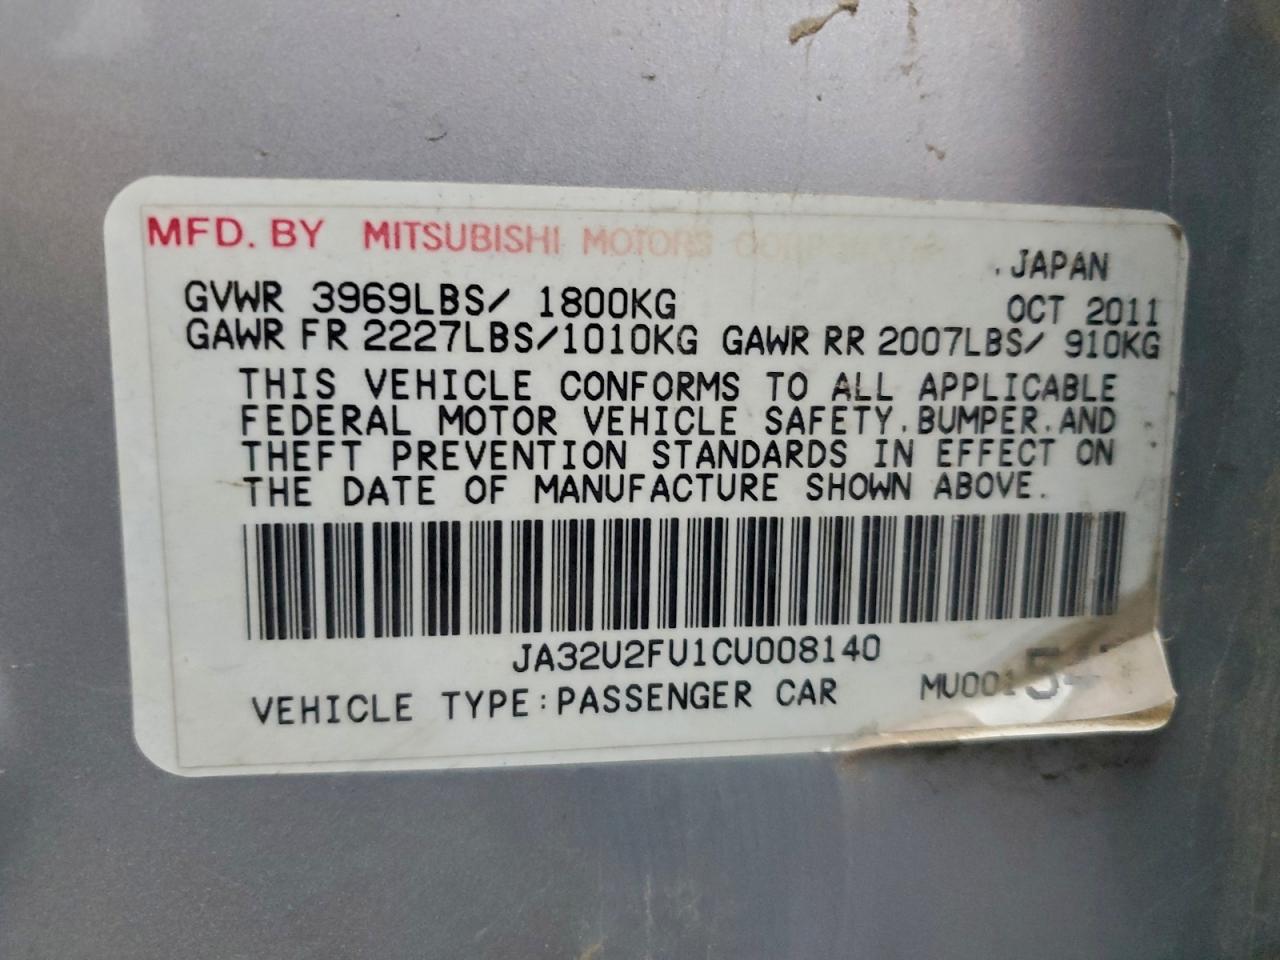 MFD. BY MITSUBISHI MOTORS CORPORATION
.JAPAN
GVWR 3969LBS/ 1800KG OCT 2011
GAWR FR 2227LBS/1010KG GAWR RR 2007LBS/ 910KG
THIS VEHICLE CONFORMS TO ALL APPLICABLE
FEDERAL MOTOR VEHICLE SAFETY.BUMPER.AND
THEFT PREVENTION STANDARDS IN EFFECT ON
THE DATE OF MANUFACTURE SHOWN ABOVE.
JA32U2FU1CU008140
VEHICLE TYPE:PASSENGER CAR